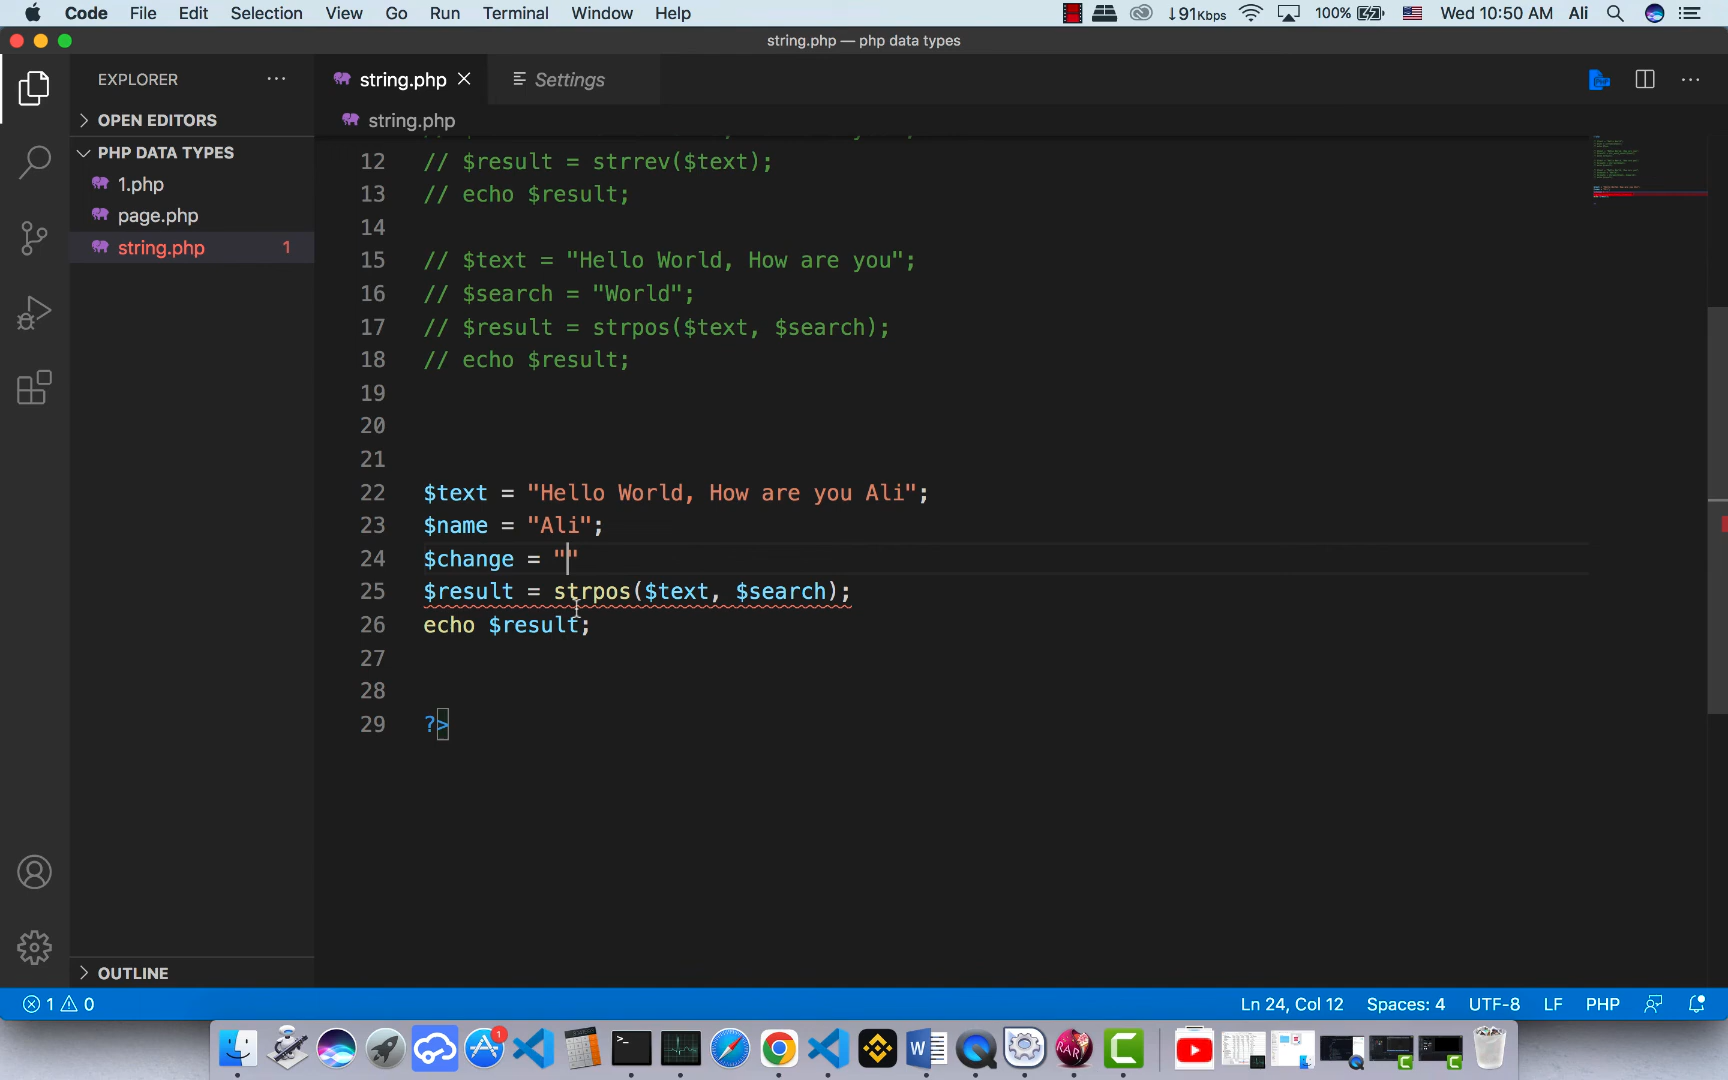 Code File Edit Selection View Go Run Terminal Window Help ↓91Kbps 100% Wed 10:50 AM Ali
string.php — php data types
EXPLORER ···
string.php
Settings
···
OPEN EDITORS
string.php
PHP DATA TYPES
1.php
page.php
string.php 1
12 // $result = strrev($text);
13 // echo $result;
14
15 // $text = "Hello World, How are you";
16 // $search = "World";
17 // $result = strpos($text, $search);
18 // echo $result;
19
20
21
22 $text = "Hello World, How are you Ali";
23 $name = "Ali";
24 $change = ""
25 $result = strpos($text, $search);
26 echo $result;
27
28
29 ?>
OUTLINE
1 0 Ln 24, Col 12 Spaces: 4 UTF-8 LF PHP
1
W
RAR
C